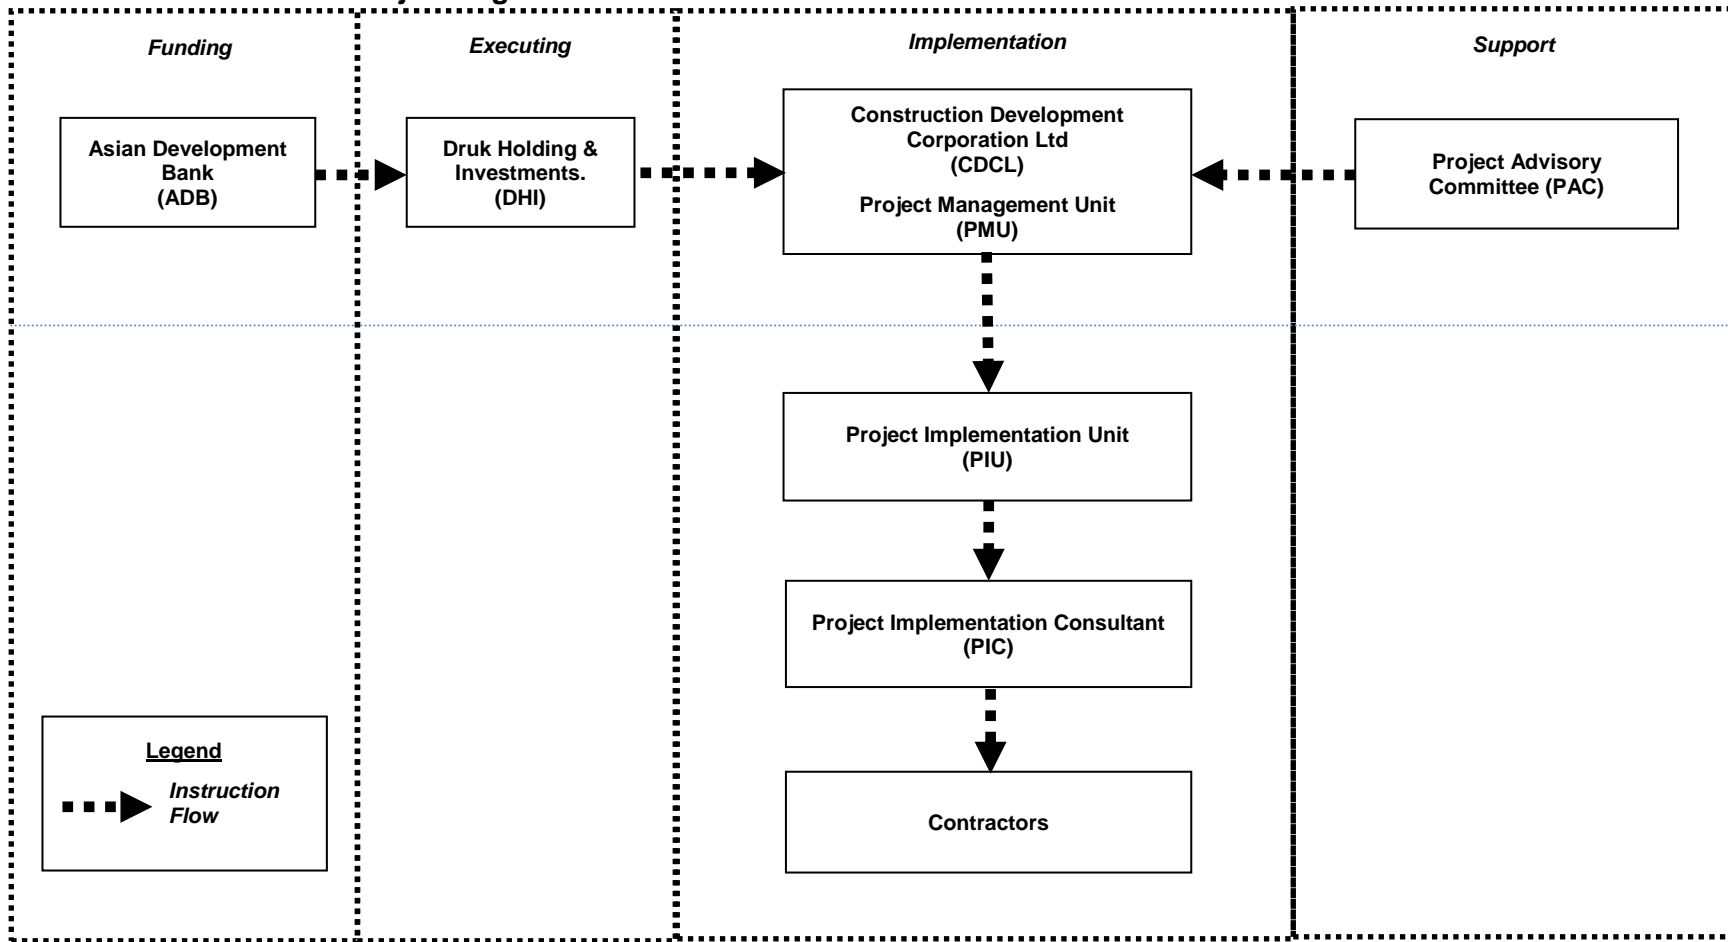 Funding
Executing
Implementation
Support
Asian Development
Bank
(ADB)
Druk Holding &
Investments.
(DHI)
Construction Development
Corporation Ltd
(CDCL)
Project Management Unit
(PMU)
Project Advisory
Committee (PAC)
Project Implementation Unit
(PIU)
Project Implementation Consultant
(PIC)
Contractors
Legend
Instruction
Flow